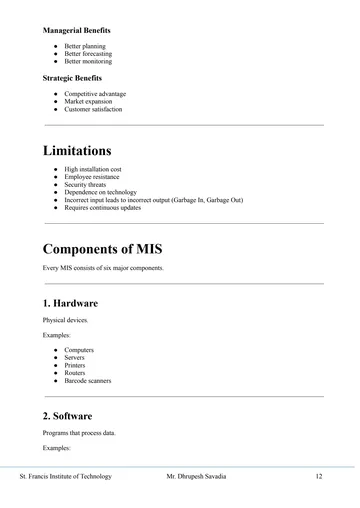 Managerial Benefits
● Better planning
● Better forecasting
● Better monitoring
Strategic Benefits
● Competitive advantage
● Market expansion
● Customer satisfaction
Limitations
● High installation cost
● Employee resistance
● Security threats
● Dependence on technology
● Incorrect input leads to incorrect output (Garbage In, Garbage Out)
● Requires continuous updates
Components of MIS
Every MIS consists of six major components.
1. Hardware
Physical devices.
Examples:
● Computers
● Servers
● Printers
● Routers
● Barcode scanners
2. Software
Programs that process data.
Examples:
St. Francis Institute of Technology Mr. Dhrupesh Savadia 12